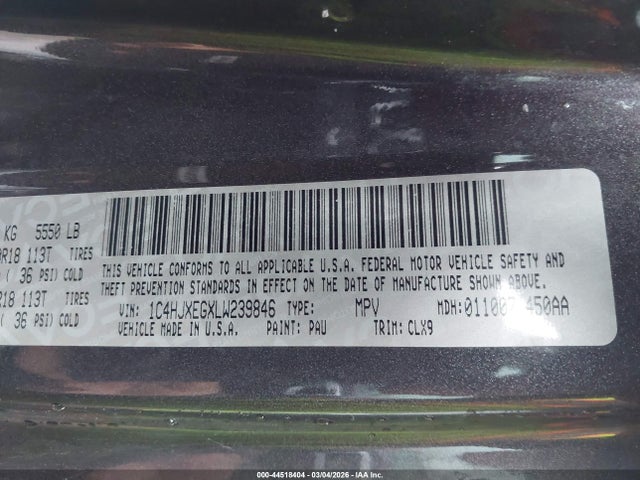 KG 5550 LB
R18 113T TIRES
( 36 PSI) COLD
R18 113T TIRES
( 36 PSI) COLD
THIS VEHICLE CONFORMS TO ALL APPLICABLE U.S.A. FEDERAL MOTOR VEHICLE SAFETY AND
THEFT PREVENTION STANDARDS IN EFFECT ON THE DATE OF MANUFACTURE SHOWN ABOVE.
VIN: 1C4HJXEGXLW239846 TYPE: MPV MDH: 450AA
VEHICLE MADE IN U.S.A. PAINT: PAU TRIM: CLX9
000-44518404 - 03/04/2026 - IAA Inc.